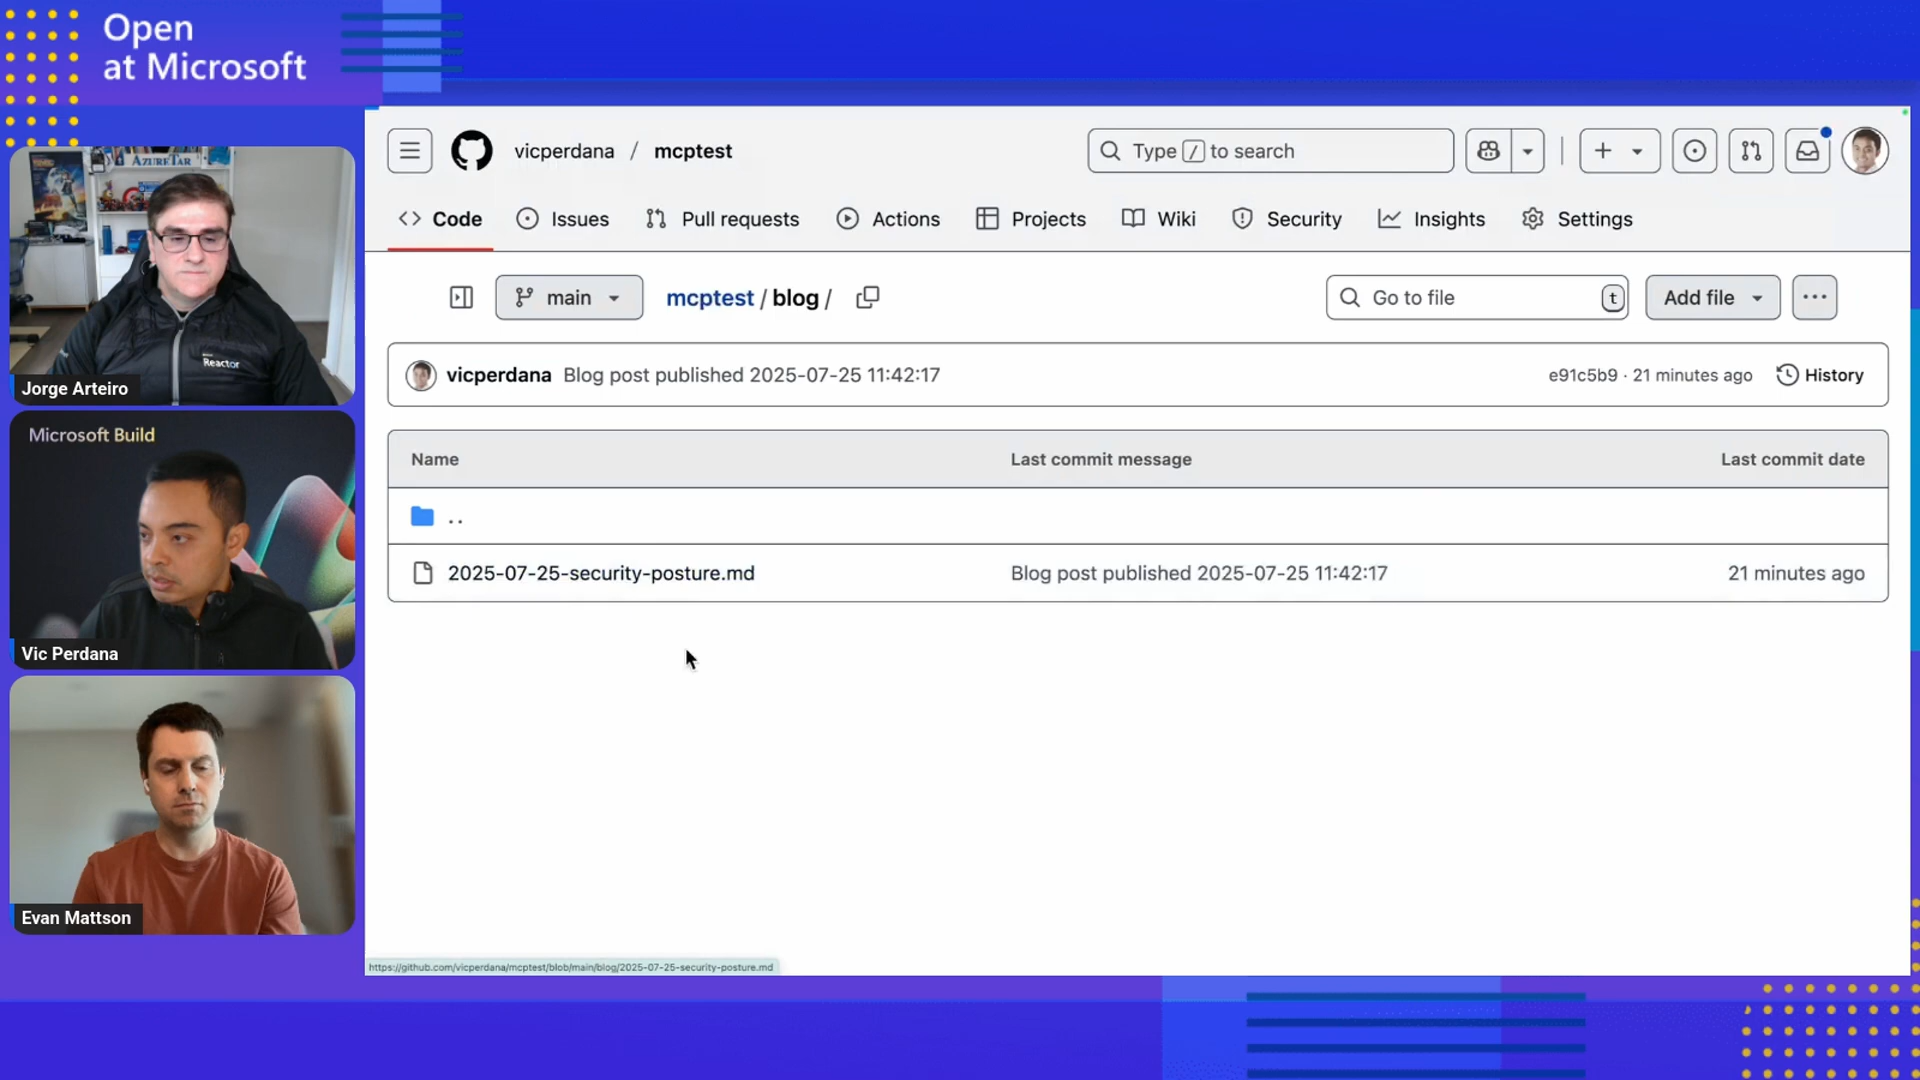 Open
at Microsoft
AZURETAR
Reactor
Jorge Arteiro
Microsoft Build
Vic Perdana
Evan Mattson
vicperdana / mcptest
Type / to search
Code
Issues
Pull requests
Actions
Projects
Wiki
Security
Insights
Settings
main
mcptest / blog /
Go to file
t
Add file
vicperdana Blog post published 2025-07-25 11:42:17
e91c5b9 · 21 minutes ago
History
Name
Last commit message
Last commit date
..
2025-07-25-security-posture.md
Blog post published 2025-07-25 11:42:17
21 minutes ago
https://github.com/vicperdana/mcptest/blob/main/blog/2025-07-25-security-posture.md